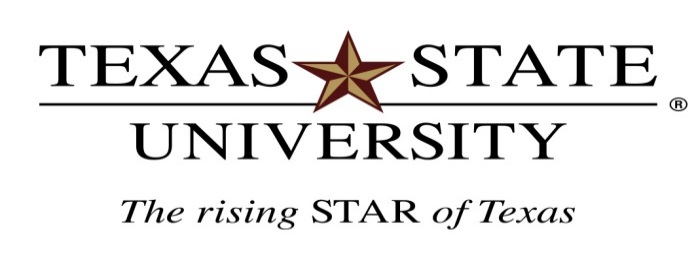 TEXAS STATE
®
UNIVERSITY
The rising STAR of Texas